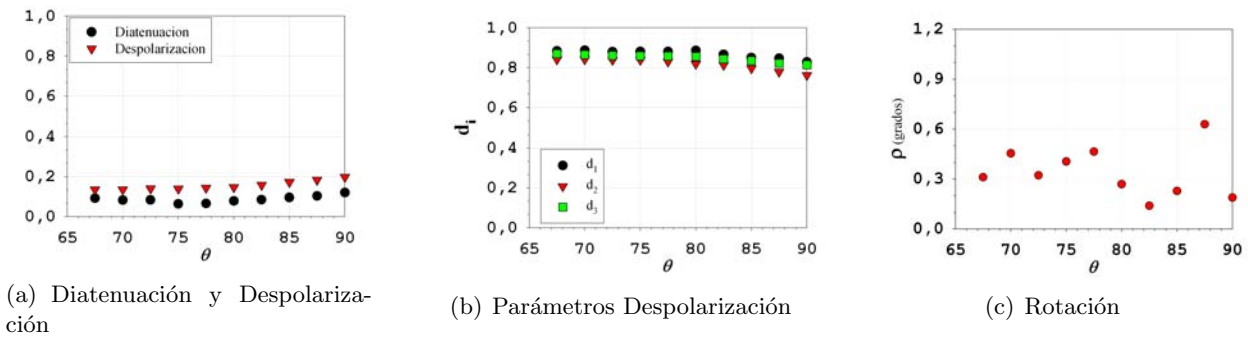 1,0
0,8
0,6
0,4
0,2
0,0
65 70 75 80 85 90
θ
Diatenuacion
Despolarizacion
(a) Diatenuación y Despolariza-
ción
1,0
0,8
0,6
0,4
0,2
0,0
d_i
65 70 75 80 85 90
θ
d_1
d_2
d_3
(b) Parámetros Despolarización
1,2
0,9
0,6
0,3
0,0
ρ (grados)
65 70 75 80 85 90
θ
(c) Rotación